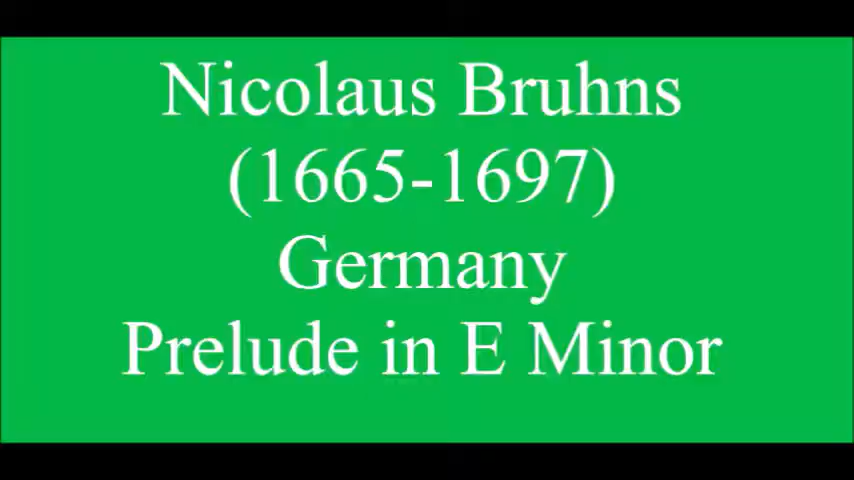 Nicolaus Bruhns
(1665-1697)
Germany
Prelude in E Minor